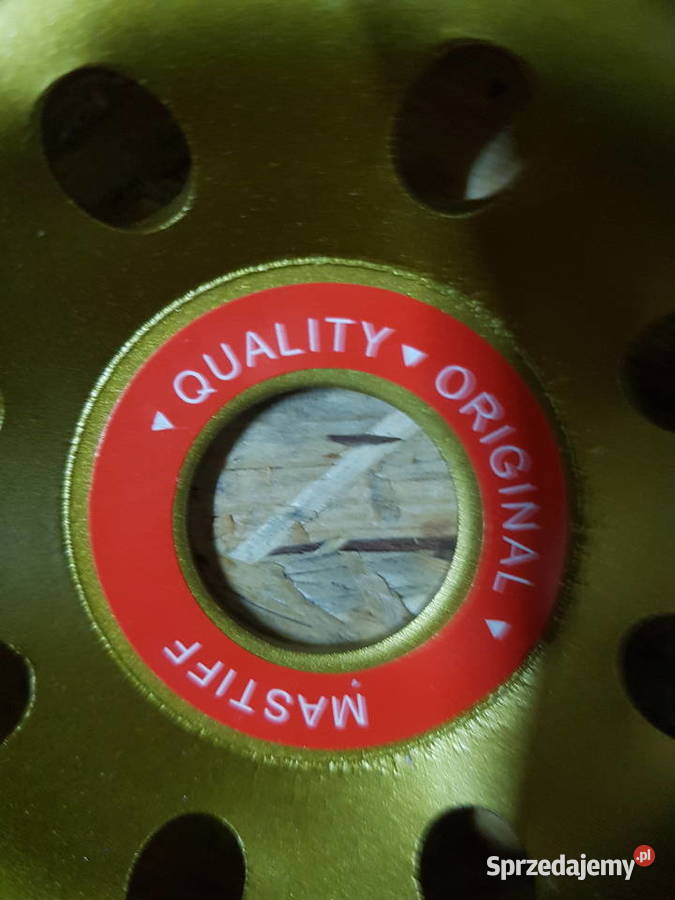 ▼ QUALITY ▼ ORIGINAL ▼
MASTIFF
Sprzedajemy.pl